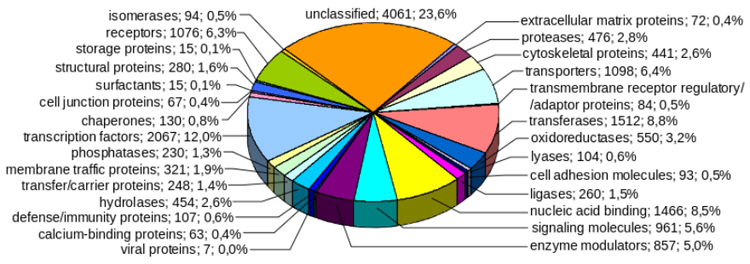 unclassified; 4061; 23,6%
isomerases; 94; 0,5%
receptors; 1076; 6,3%
storage proteins; 15; 0,1%
structural proteins; 280; 1,6%
surfactants; 15; 0,1%
cell junction proteins; 67; 0,4%
chaperones; 130; 0,8%
transcription factors; 2067; 12,0%
phosphatases; 230; 1,3%
membrane traffic proteins; 321; 1,9%
transfer/carrier proteins; 248; 1,4%
hydrolases; 454; 2,6%
defense/immunity proteins; 107; 0,6%
calcium-binding proteins; 63; 0,4%
viral proteins; 7; 0,0%
extracellular matrix proteins; 72; 0,4%
proteases; 476; 2,8%
cytoskeletal proteins; 441; 2,6%
transporters; 1098; 6,4%
transmembrane receptor regulatory/
/adaptor proteins; 84; 0,5%
transferases; 1512; 8,8%
oxidoreductases; 550; 3,2%
lyases; 104; 0,6%
cell adhesion molecules; 93; 0,5%
ligases; 260; 1,5%
nucleic acid binding; 1466; 8,5%
signaling molecules; 961; 5,6%
enzyme modulators; 857; 5,0%